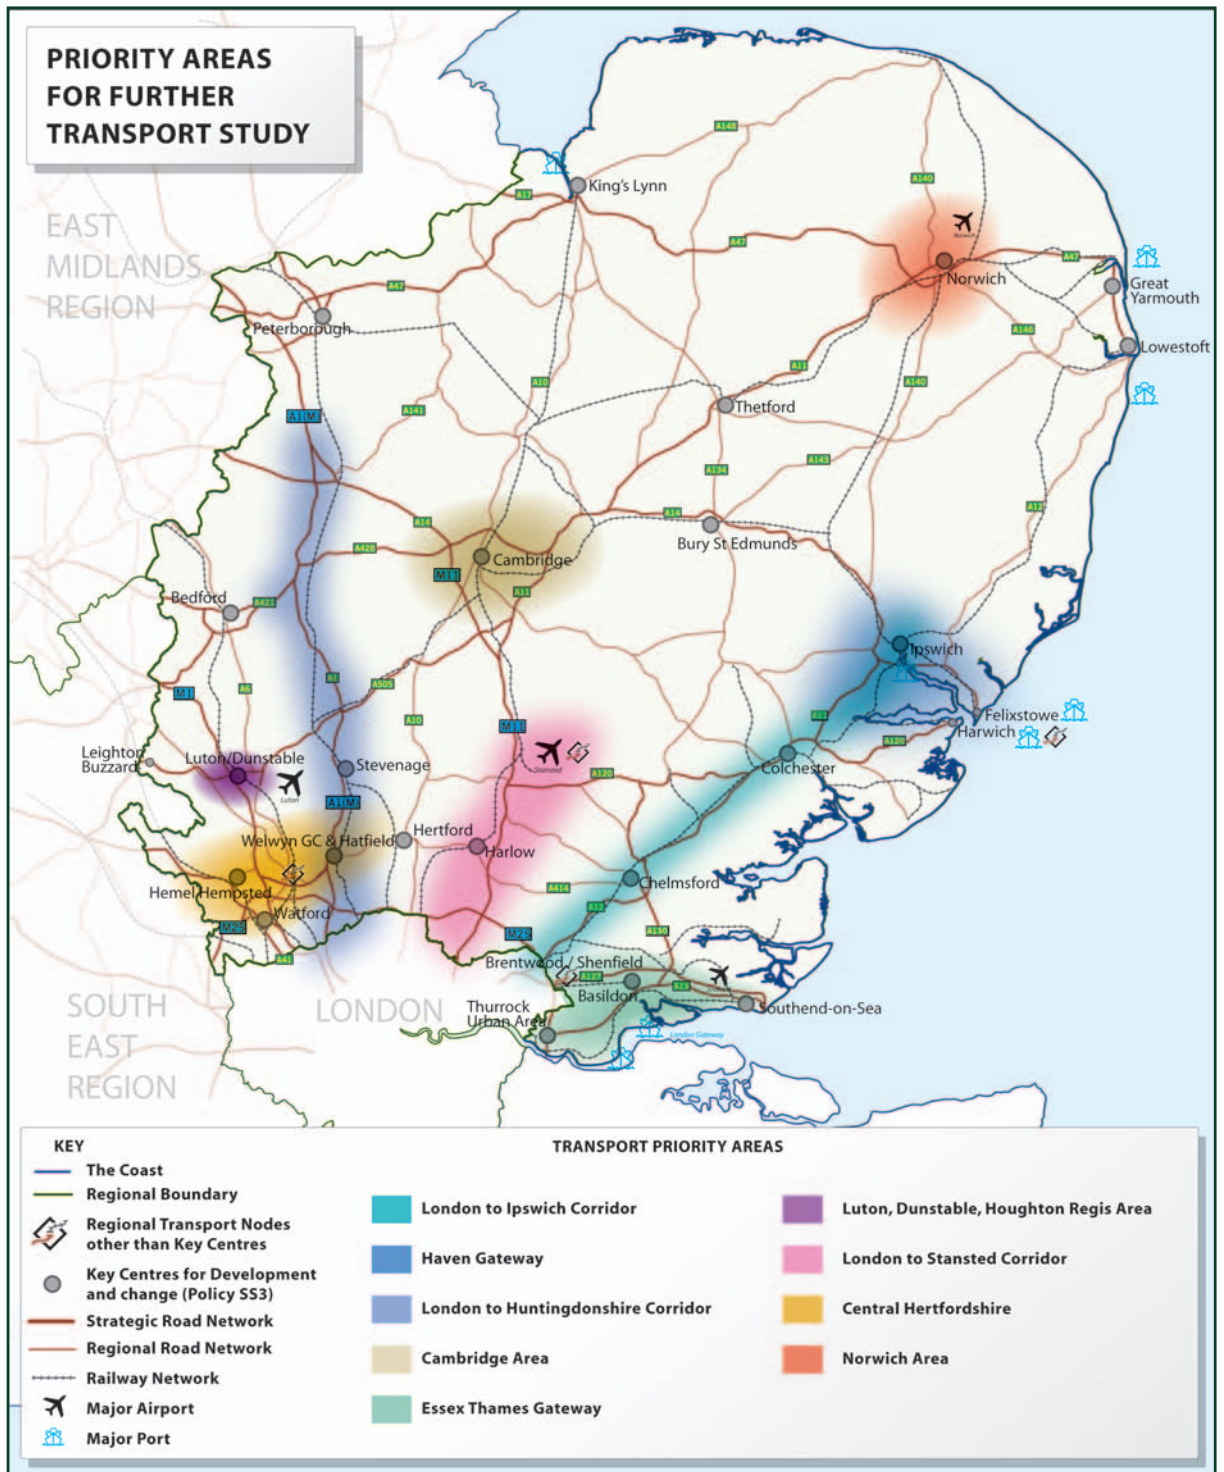 PRIORITY AREAS
FOR FURTHER
TRANSPORT STUDY
EAST
MIDLANDS
REGION
A148
King's Lynn
A17
A140
A47
Norwich
Norwich
A47
Great
Yarmouth
A47
Peterborough
A146
Lowestoft
A11
A10
A140
Thetford
A1(M)
A141
A134
A143
A14
A14
A12
Bury St Edmunds
A428
Cambridge
M11
A11
Bedford
A421
Ipswich
A1
A505
M1
A6
A10
M11
A12
Felixstowe
Harwich
A120
Leighton
Buzzard
Luton/Dunstable
Luton
Stevenage
Stansted
A120
Colchester
A1(M)
Welwyn GC & Hatfield
Hertford
Harlow
Hemel Hempsted
A414
Chelmsford
A12
Watford
M25
M25
A130
A41
Brentwood / Shenfield
A127
Basildon
A13
Southend-on-Sea
Thurrock
Urban Area
London Gateway
SOUTH
EAST
REGION
LONDON
KEY
The Coast
Regional Boundary
Regional Transport Nodes
other than Key Centres
Key Centres for Development
and change (Policy SS3)
Strategic Road Network
Regional Road Network
Railway Network
Major Airport
Major Port
TRANSPORT PRIORITY AREAS
London to Ipswich Corridor
Haven Gateway
London to Huntingdonshire Corridor
Cambridge Area
Essex Thames Gateway
Luton, Dunstable, Houghton Regis Area
London to Stansted Corridor
Central Hertfordshire
Norwich Area